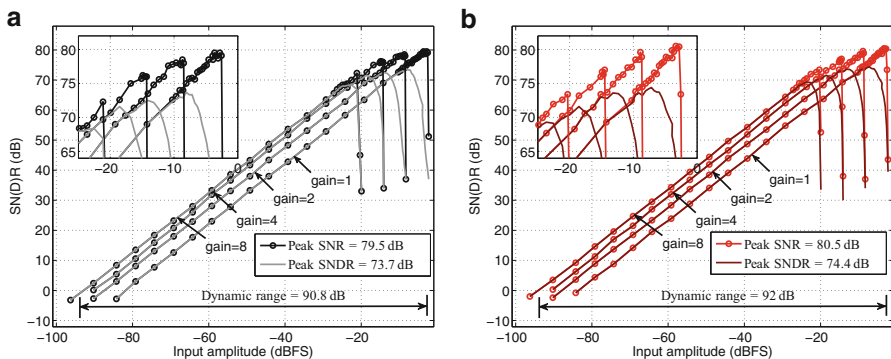 a
80
70
60
50
40
30
20
10
0
−10
SN(D)R (dB)
80
75
70
65
−20
−10
0
gain=1
gain=2
gain=4
gain=8
Peak SNR = 79.5 dB
Peak SNDR = 73.7 dB
Dynamic range = 90.8 dB
−100
−80
−60
−40
−20
Input amplitude (dBFS)
b
80
70
60
50
40
30
20
10
0
−10
80
75
70
65
−20
−10
0
gain=1
gain=2
gain=4
gain=8
Peak SNR = 80.5 dB
Peak SNDR = 74.4 dB
Dynamic range = 92 dB
−100
−80
−60
−40
−20
Input amplitude (dBFS)